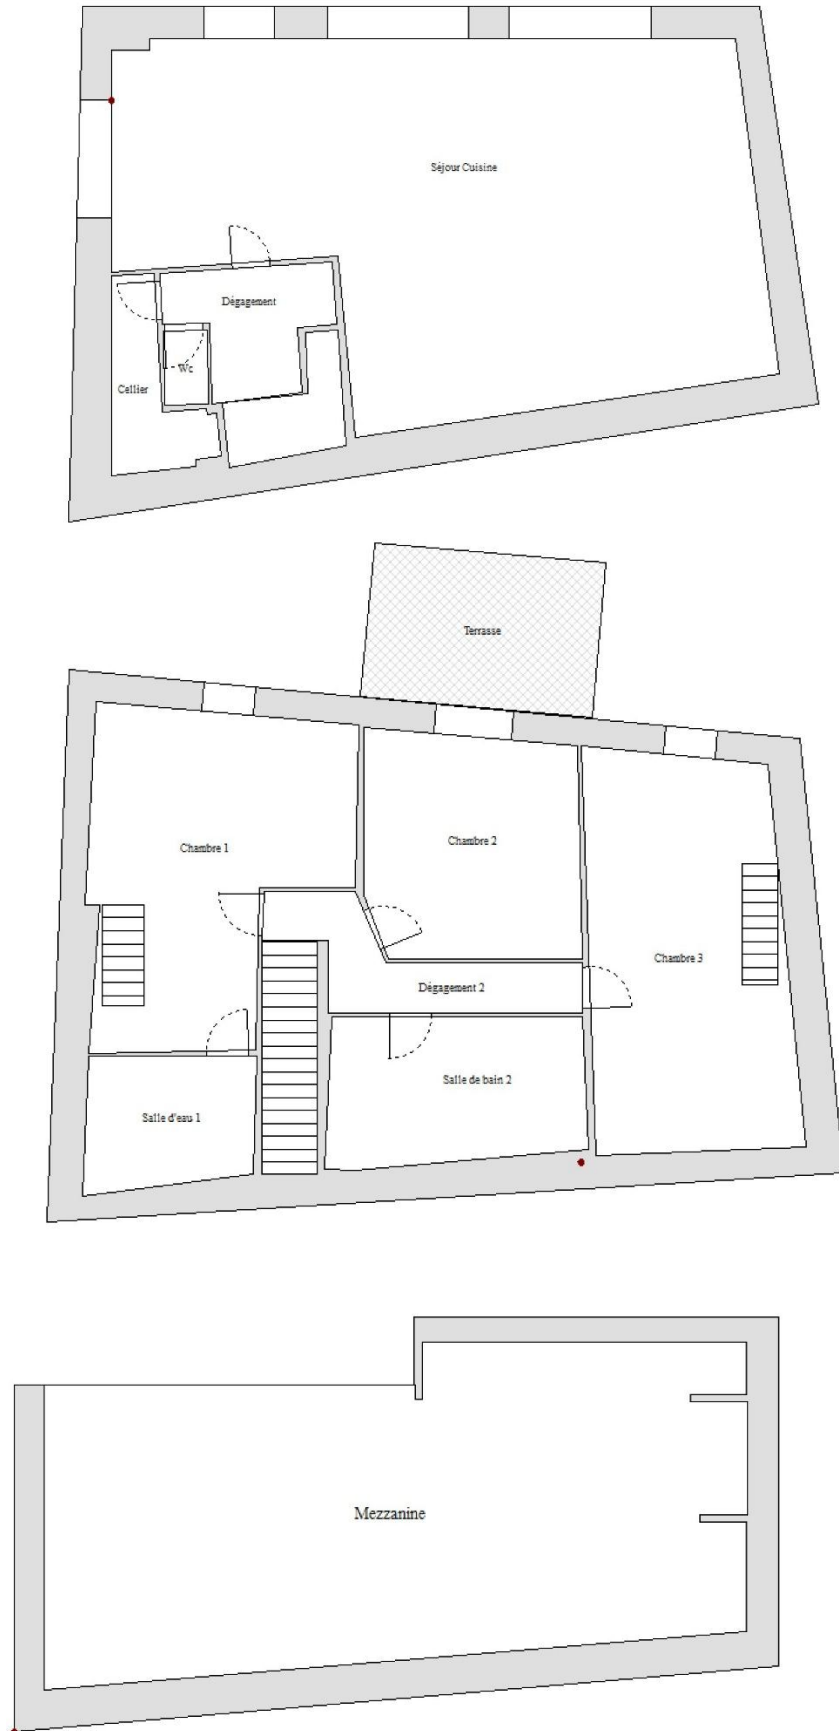 Séjour Cuisine
Dégagement
Wc
Cellier
Terrasse
Chambre 1
Chambre 2
Chambre 3
Dégagement 2
Salle de bain 2
Salle d'eau 1
Mezzanine